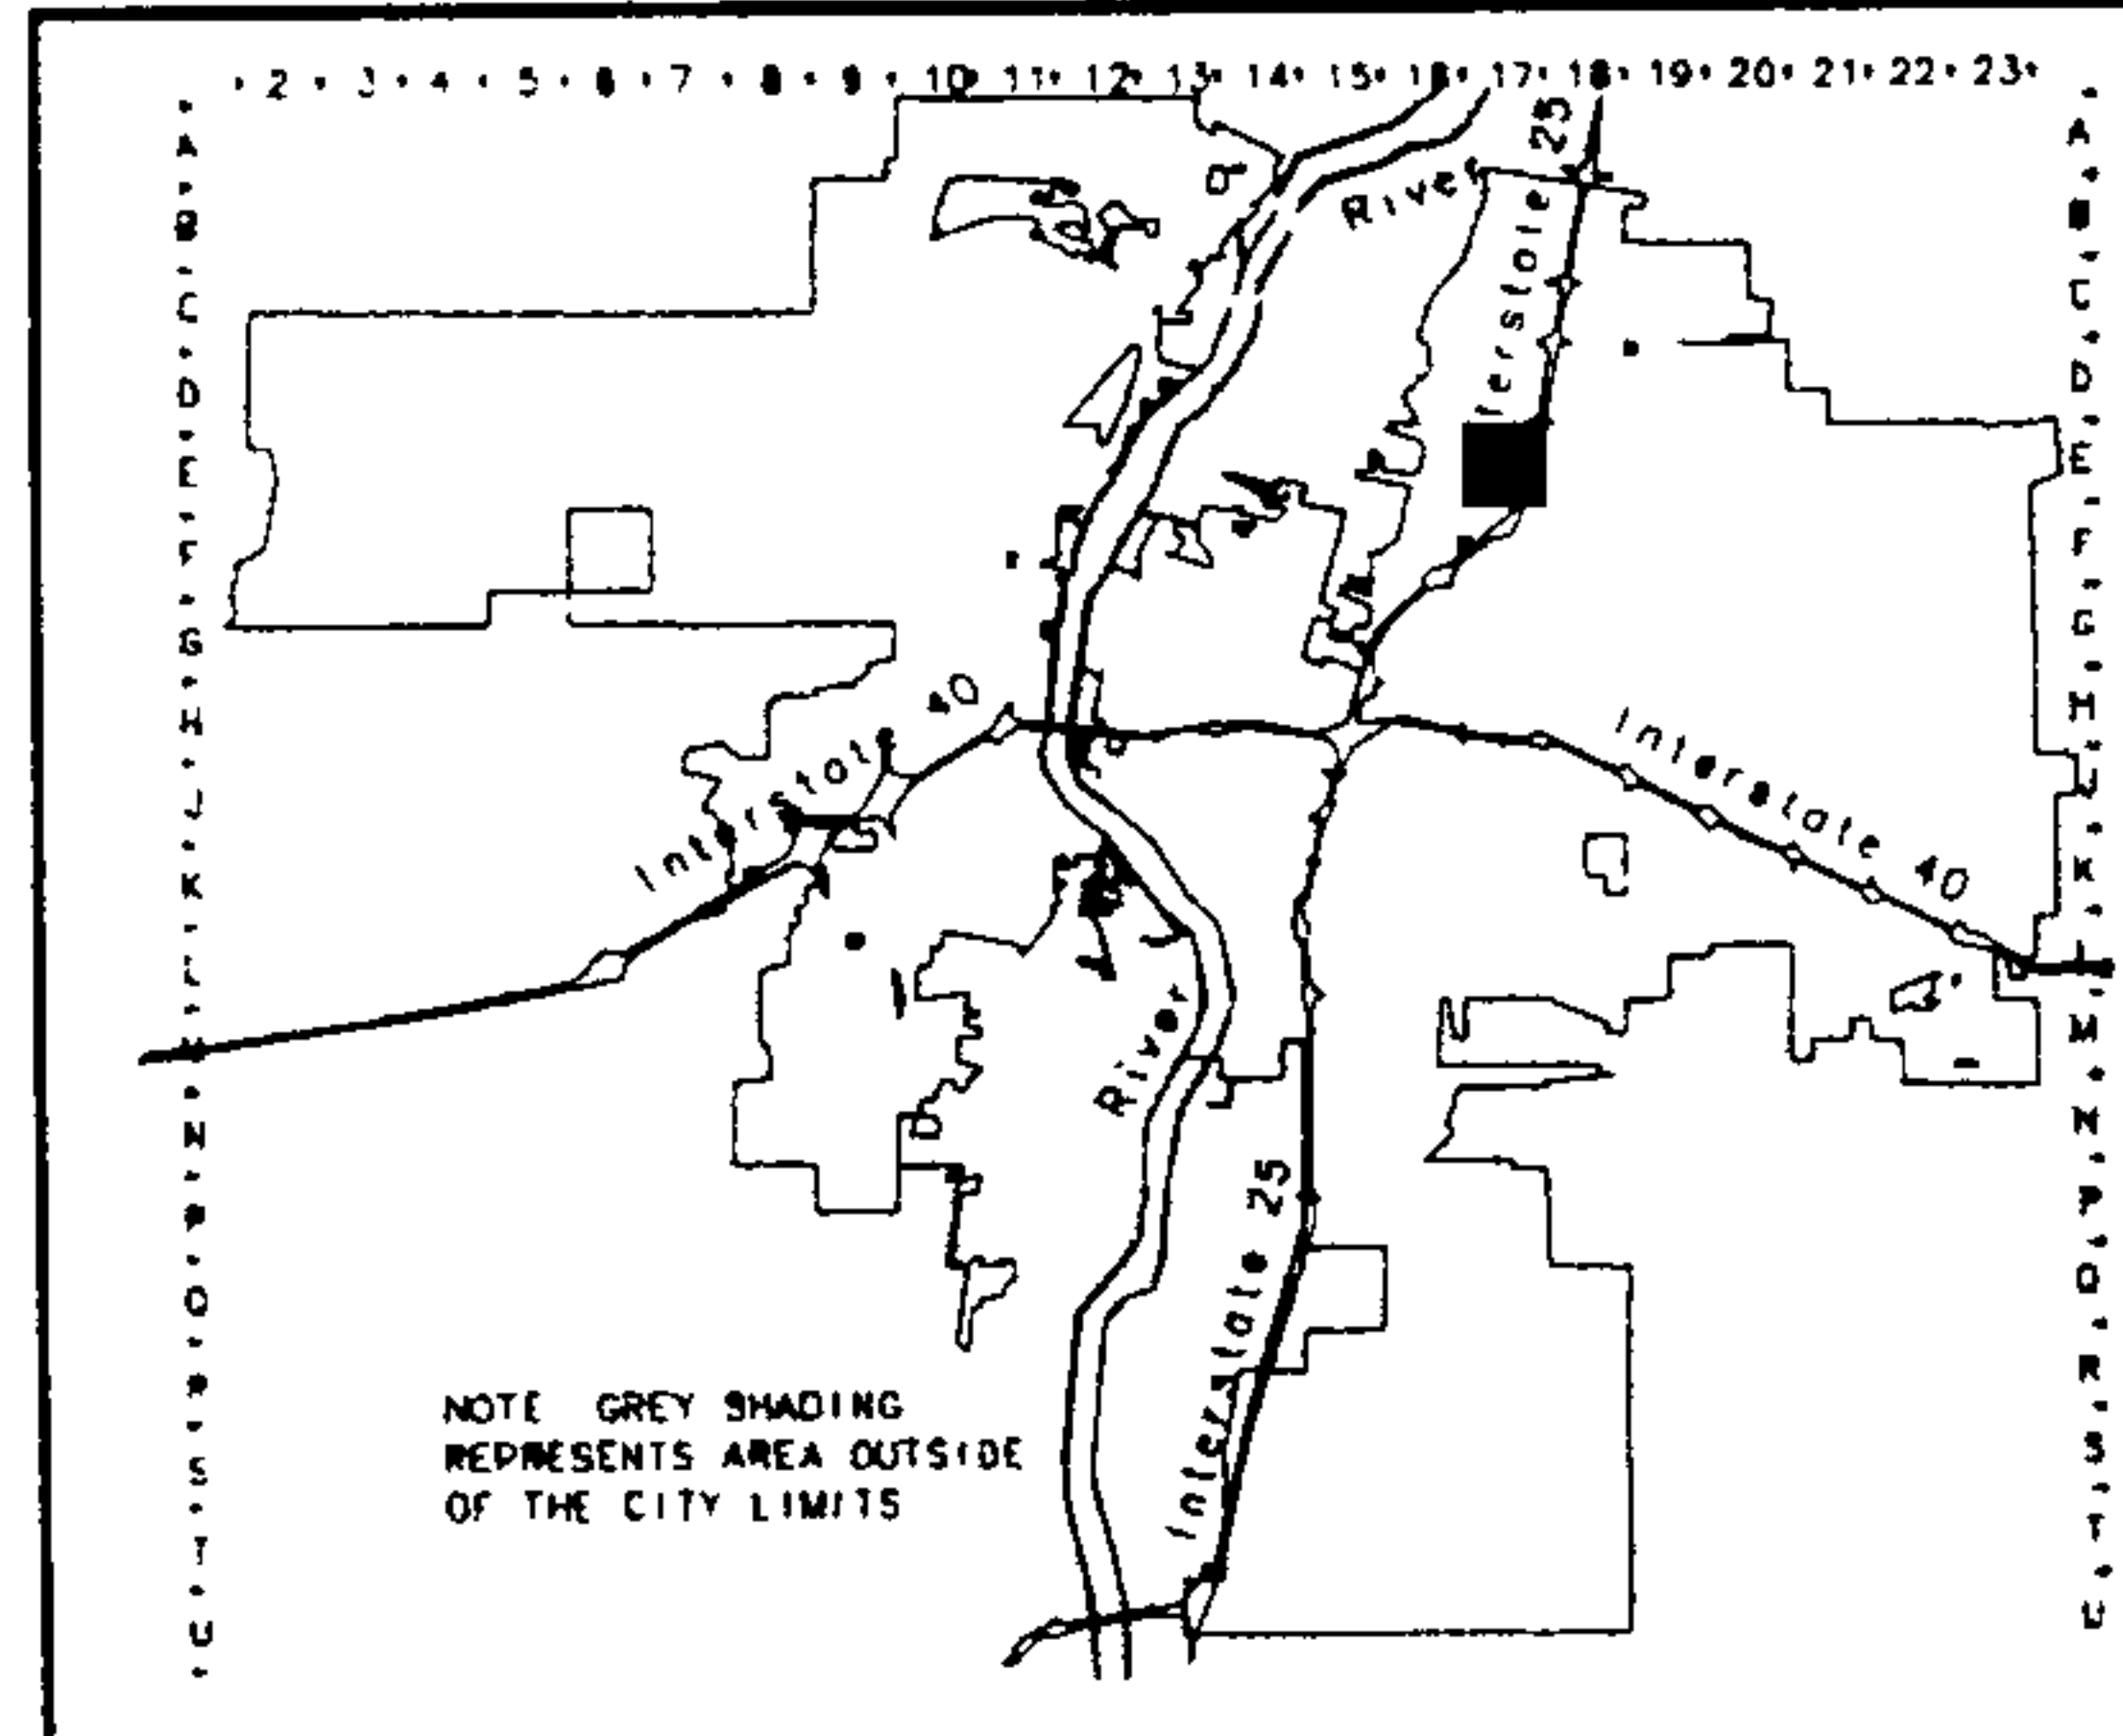 2 · 3 · 4 · 5 · 6 · 7 · 8 · 9 · 10 · 11 · 12 · 13 · 14 · 15 · 16 · 17 · 18 · 19 · 20 · 21 · 22 · 23
A · B · C · D · E · F · G · H · J · K · L · M · N · P · Q · R · S · T · U
A · B · C · D · E · F · G · H · J · K · L · M · N · P · Q · R · S · T · U
River
25
40
Interstate
Interstate 40
River
Interstate 25
NOTE GREY SHADING
REPRESENTS AREA OUTSIDE
OF THE CITY LIMITS